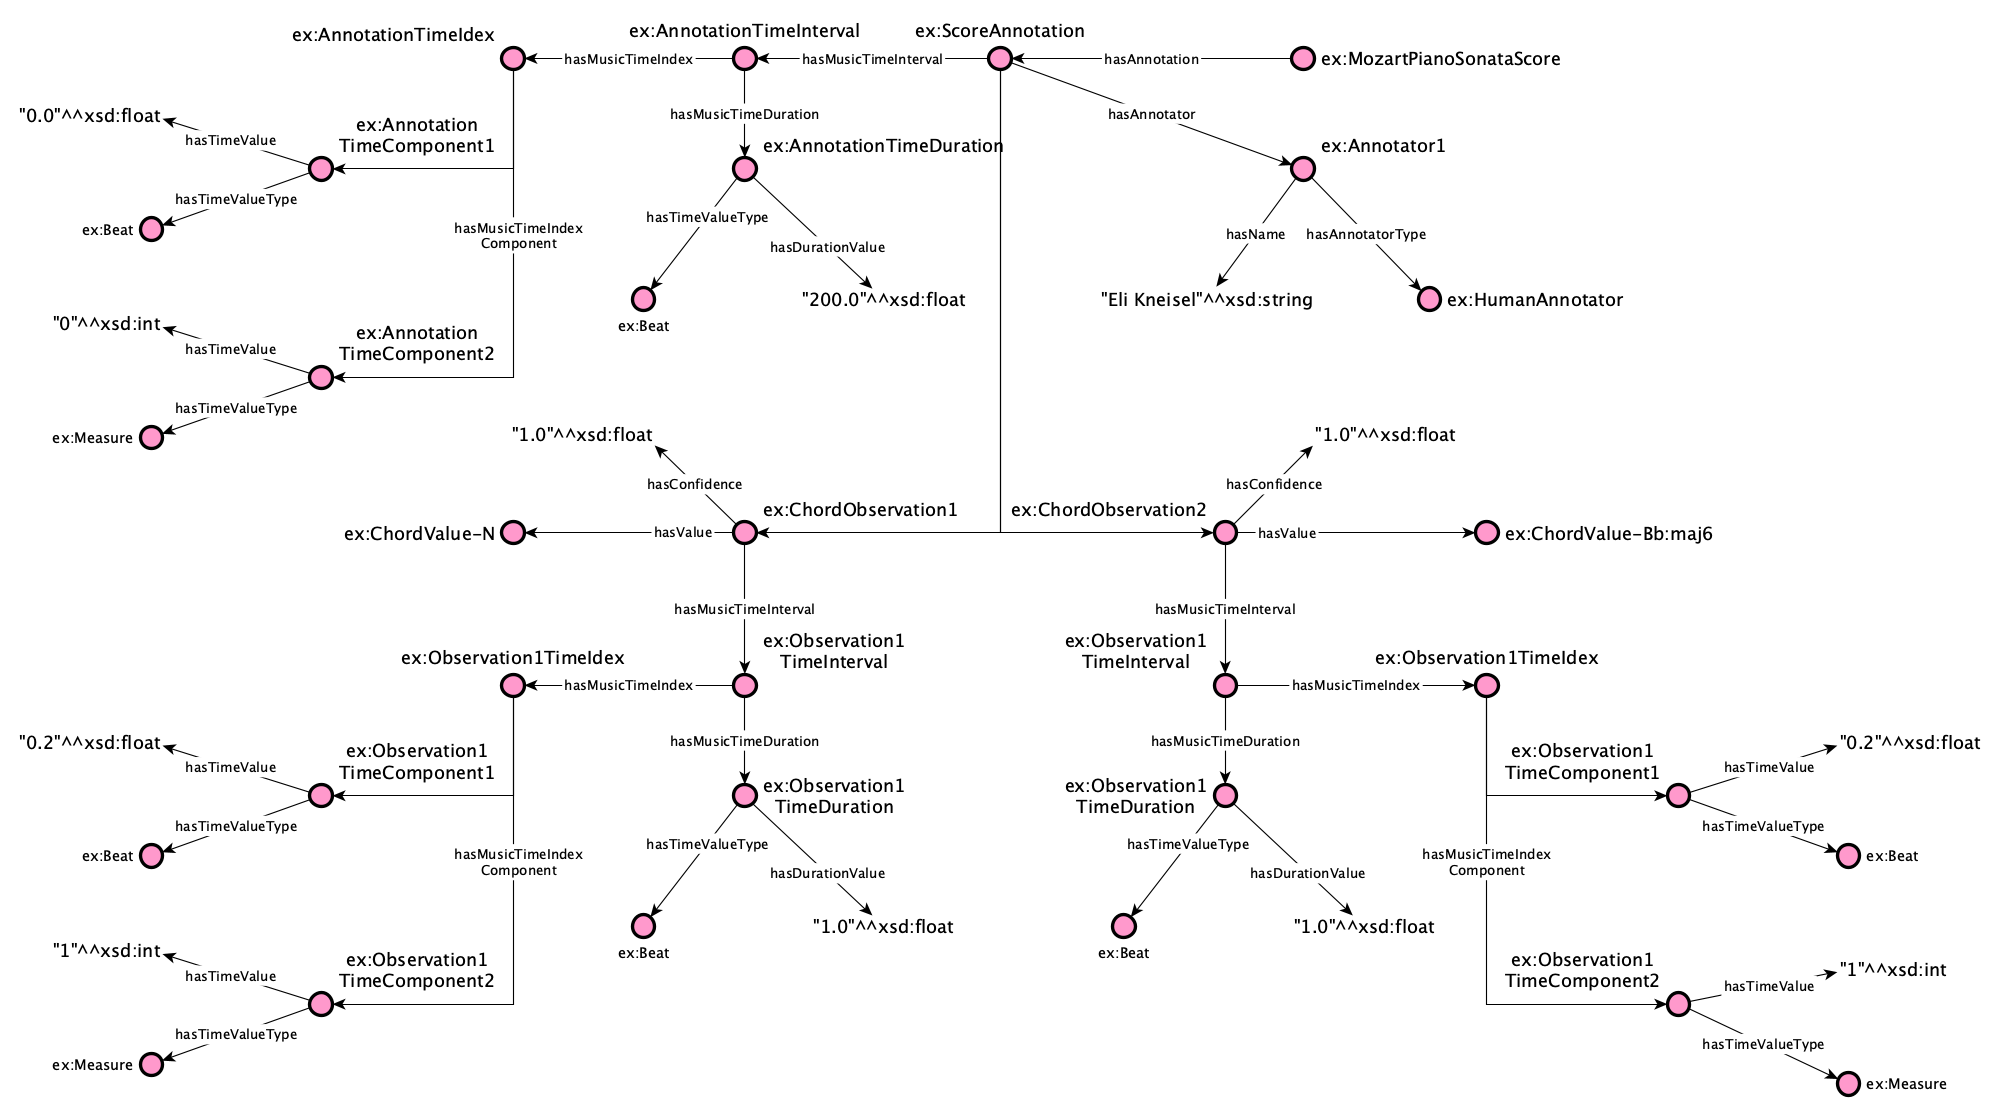 ex:AnnotationTimeIdex
ex:AnnotationTimeInterval
ex:ScoreAnnotation
hasMusicTimeIndex
hasMusicTimeInterval
hasAnnotation
ex:MozartPianoSonataScore
"0.0"^^xsd:float
hasTimeValue
ex:Annotation
TimeComponent1
hasTimeValueType
ex:Beat
hasMusicTimeDuration
ex:AnnotationTimeDuration
hasAnnotator
ex:Annotator1
hasMusicTimeIndex
Component
hasTimeValueType
hasDurationValue
hasName
hasAnnotatorType
ex:Beat
"200.0"^^xsd:float
"Eli Kneisel"^^xsd:string
ex:HumanAnnotator
"0"^^xsd:int
hasTimeValue
ex:Annotation
TimeComponent2
hasTimeValueType
ex:Measure
"1.0"^^xsd:float
hasConfidence
"1.0"^^xsd:float
hasConfidence
ex:ChordValue-N
hasValue
ex:ChordObservation1
ex:ChordObservation2
hasValue
ex:ChordValue-Bb:maj6
hasMusicTimeInterval
hasMusicTimeInterval
ex:Observation1TimeIdex
hasMusicTimeIndex
ex:Observation1
TimeInterval
ex:Observation1
TimeInterval
hasMusicTimeIndex
ex:Observation1TimeIdex
"0.2"^^xsd:float
hasTimeValue
ex:Observation1
TimeComponent1
hasTimeValueType
ex:Beat
hasMusicTimeDuration
ex:Observation1
TimeDuration
hasMusicTimeDuration
ex:Observation1
TimeDuration
ex:Observation1
TimeComponent1
hasTimeValue
"0.2"^^xsd:float
hasTimeValueType
ex:Beat
hasMusicTimeIndex
Component
hasTimeValueType
hasDurationValue
ex:Beat
"1.0"^^xsd:float
hasTimeValueType
hasDurationValue
ex:Beat
"1.0"^^xsd:float
hasMusicTimeIndex
Component
"1"^^xsd:int
hasTimeValue
ex:Observation1
TimeComponent2
hasTimeValueType
ex:Measure
ex:Observation1
TimeComponent2
hasTimeValue
"1"^^xsd:int
hasTimeValueType
ex:Measure